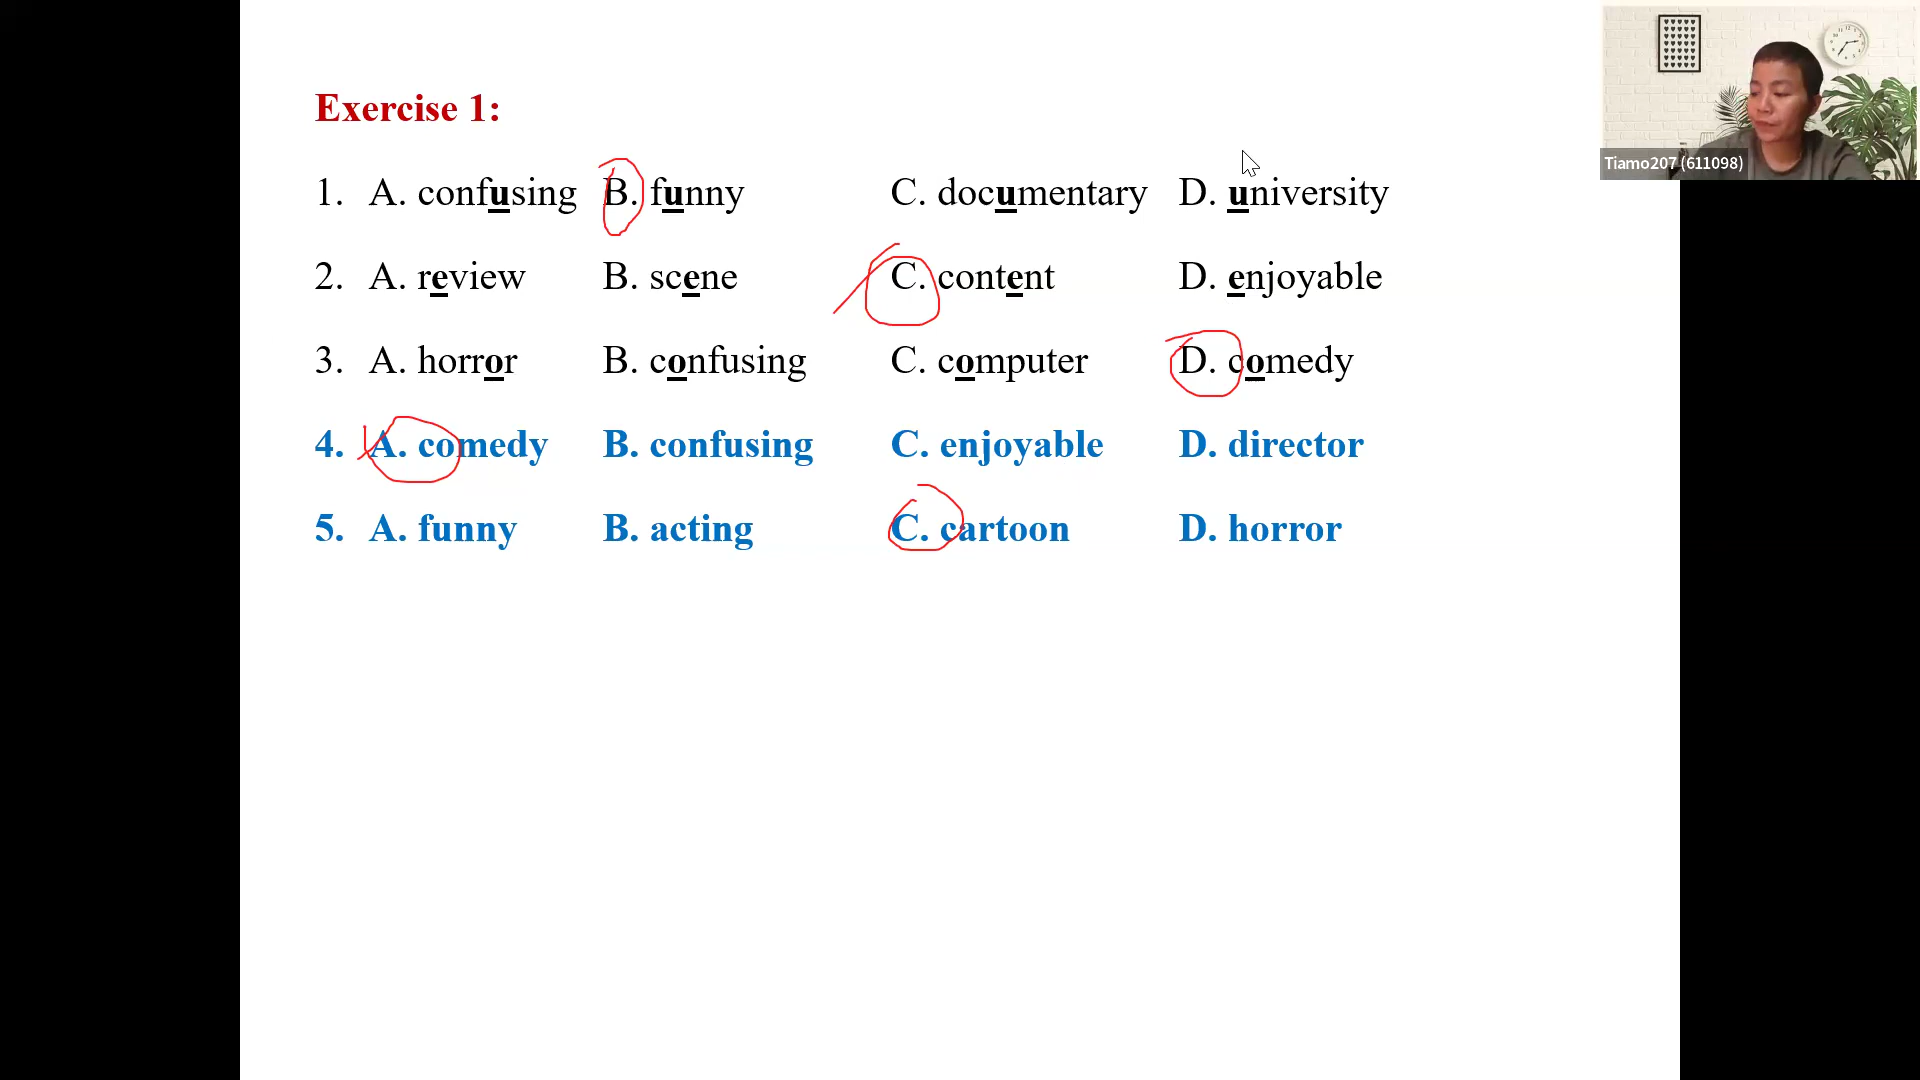 Exercise 1:
1. A. confusing B. funny C. documentary D. university
2. A. review B. scene C. content D. enjoyable
3. A. horror B. confusing C. computer D. comedy
4. A. comedy B. confusing C. enjoyable D. director
5. A. funny B. acting C. cartoon D. horror
Tiamo207 (611098)